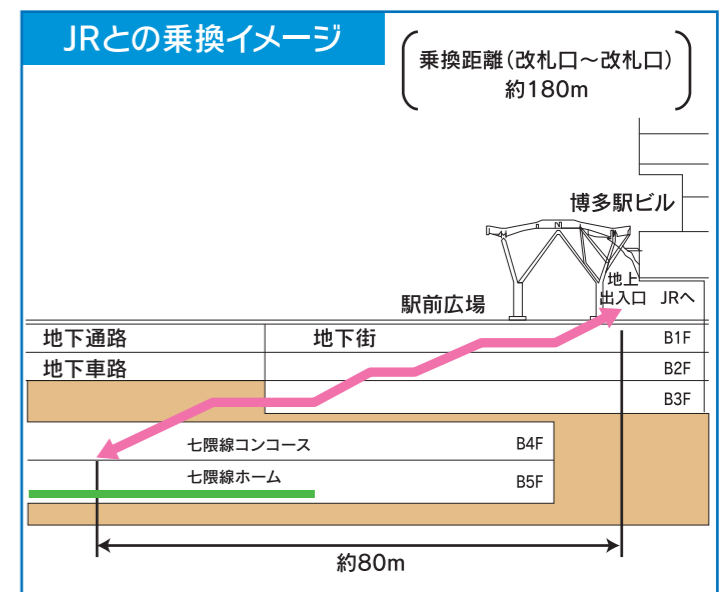 JRとの乗換イメージ
乗換距離(改札口~改札口)
約180m
博多駅ビル
地上
出入口 JRへ
駅前広場
地下通路 地下街 B1F
地下車路 B2F
B3F
七隈線コンコース B4F
七隈線ホーム B5F
約80m